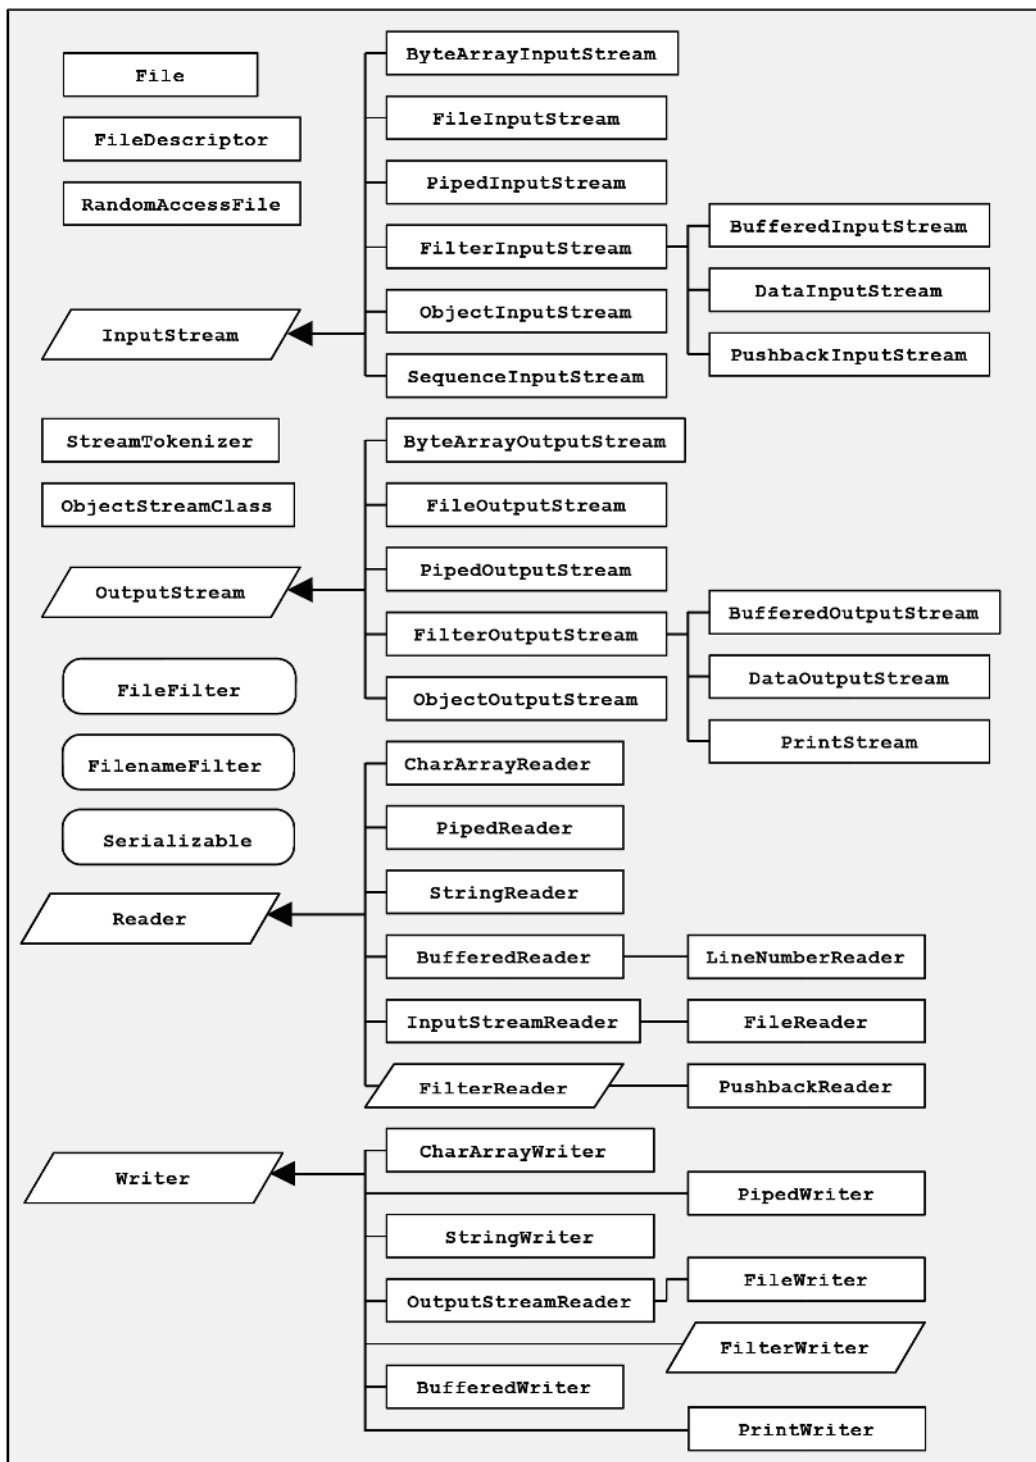 File
FileDescriptor
RandomAccessFile
InputStream
ByteArrayInputStream
FileInputStream
PipedInputStream
FilterInputStream
ObjectInputStream
SequenceInputStream
BufferedInputStream
DataInputStream
PushbackInputStream
StreamTokenizer
ObjectStreamClass
OutputStream
ByteArrayOutputStream
FileOutputStream
PipedOutputStream
FilterOutputStream
ObjectOutputStream
BufferedOutputStream
DataOutputStream
PrintStream
FileFilter
FilenameFilter
Serializable
Reader
CharArrayReader
PipedReader
StringReader
BufferedReader
InputStreamReader
FilterReader
LineNumberReader
FileReader
PushbackReader
Writer
CharArrayWriter
PipedWriter
StringWriter
OutputStreamReader
FileWriter
FilterWriter
BufferedWriter
PrintWriter